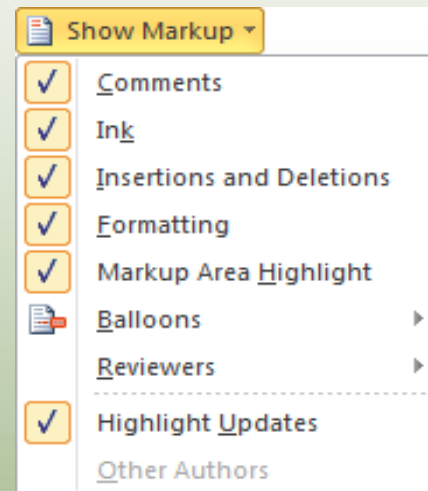 Show Markup
Comments
Ink
Insertions and Deletions
Formatting
Markup Area Highlight
Balloons
Reviewers
Highlight Updates
Other Authors